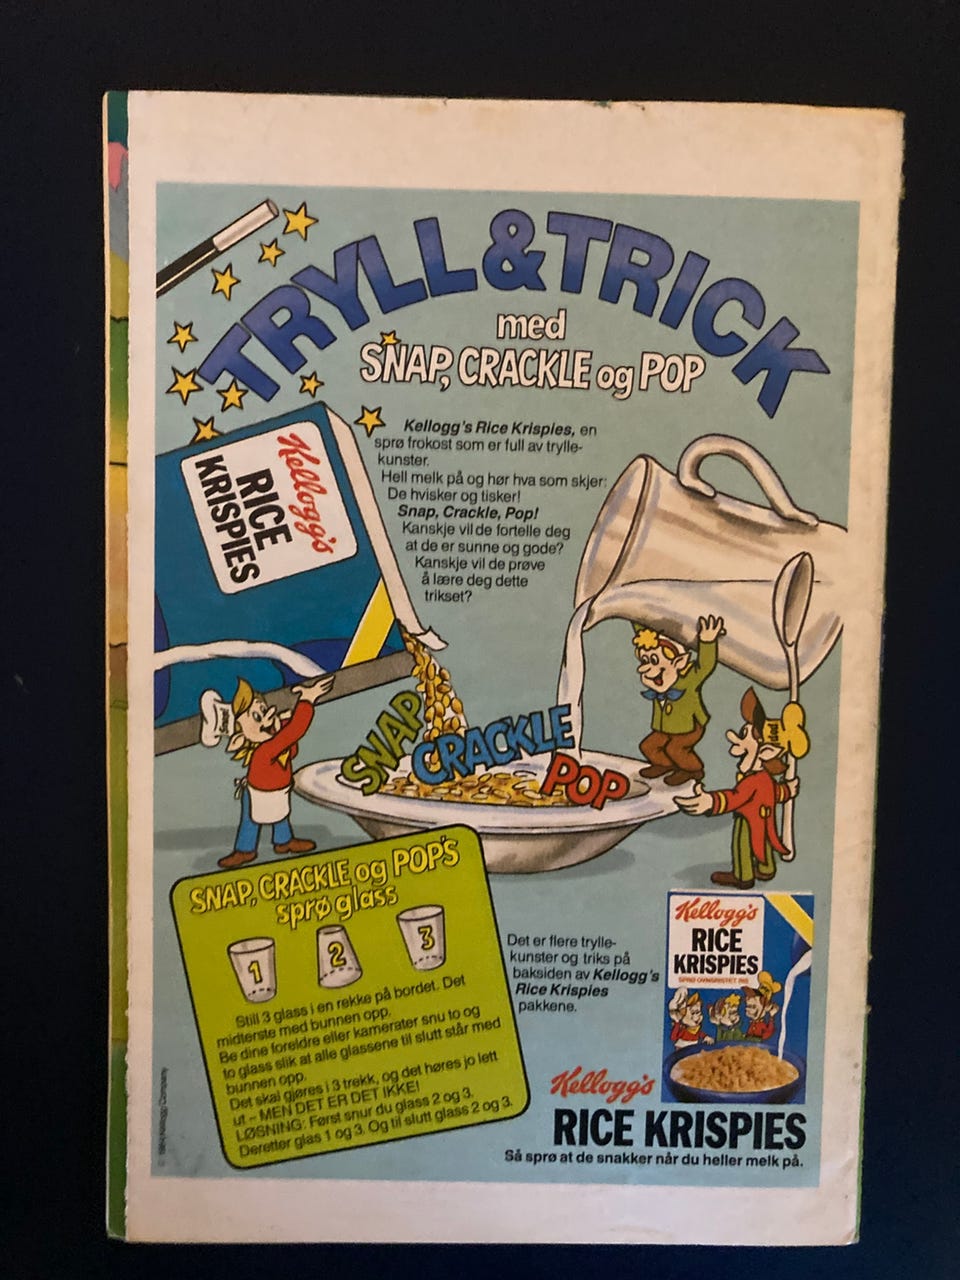 TRYLL & TRICK
med
SNAP, CRACKLE og POP
Kellogg's Rice Krispies, en
sprø frokost som er full av trylle-
kunster.
Hell melk på og hør hva som skjer:
De hvisker og tisker!
Snap, Crackle, Pop!
Kanskje vil de fortelle deg
at de er sunne og gode?
Kanskje vil de prøve
å lære deg dette
trikset?
Kellogg's
RICE
KRISPIES
Snap
Pop
SNAP
CRACKLE
POP
SNAP, CRACKLE og POP'S
sprø glass
1
2
3
Still 3 glass i en rekke på bordet. Det
midterste med bunnen opp.
Be dine foreldre eller kamerater snu to og
to glass slik at alle glassene til slutt står med
bunnen opp.
Det skal gjøres i 3 trekk, og det høres jo lett
ut – MEN DET ER DET IKKE!
LØSNING: Først snur du glass 2 og 3.
Deretter glas 1 og 3. Og til slutt glass 2 og 3.
Det er flere trylle-
kunster og triks på
baksiden av Kellogg's
Rice Krispies
pakkene.
Kellogg's
RICE
KRISPIES
SPRØ OVNSRISTET RIS
Kellogg's
RICE KRISPIES
Så sprø at de snakker når du heller melk på.
Kellogg Company